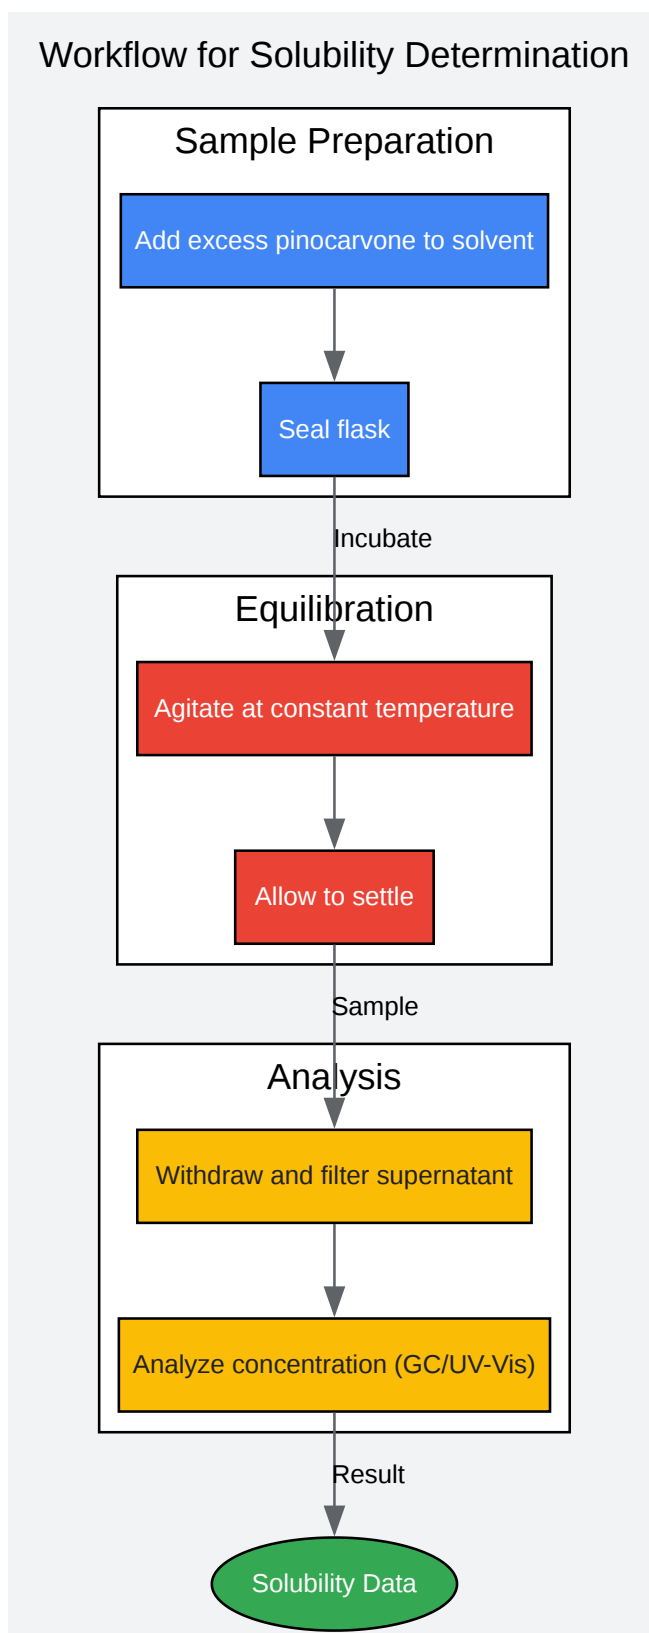 Workflow for Solubility Determination
Sample Preparation
Add excess pinocarvone to solvent
Seal flask
Incubate
Equilibration
Agitate at constant temperature
Allow to settle
Sample
Analysis
Withdraw and filter supernatant
Analyze concentration (GC/UV-Vis)
Result
Solubility Data